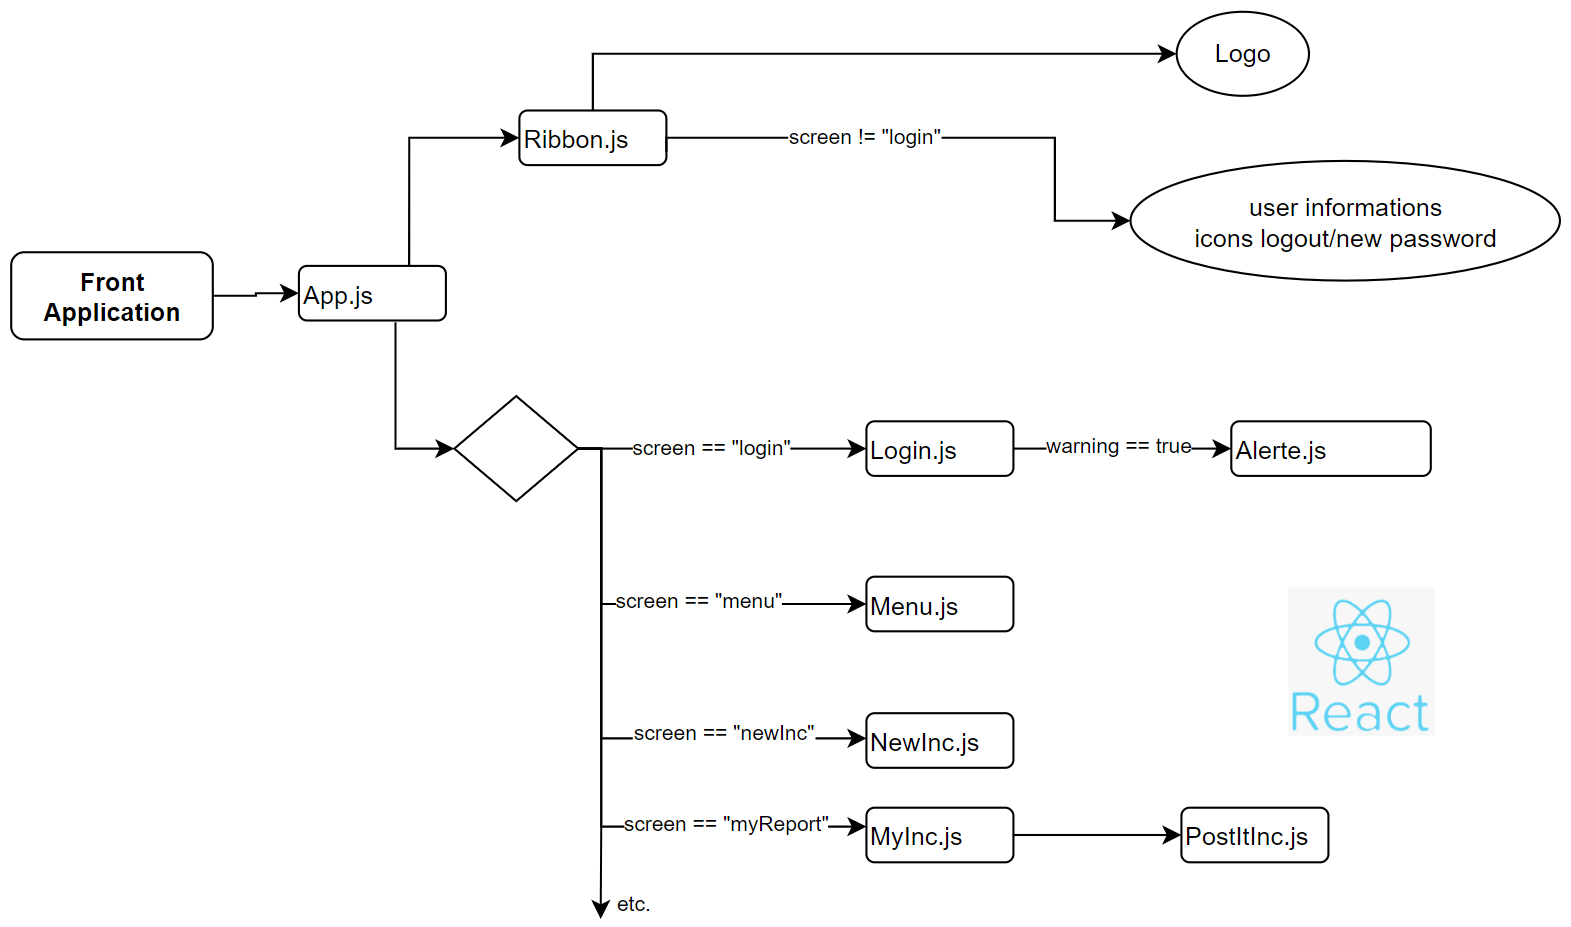 Logo
Ribbon.js
screen != "login"
user informations
icons logout/new password
Front
Application
App.js
screen == "login"
Login.js
warning == true
Alerte.js
screen == "menu"
Menu.js
React
screen == "newInc"
NewInc.js
screen == "myReport"
MyInc.js
PostItInc.js
etc.